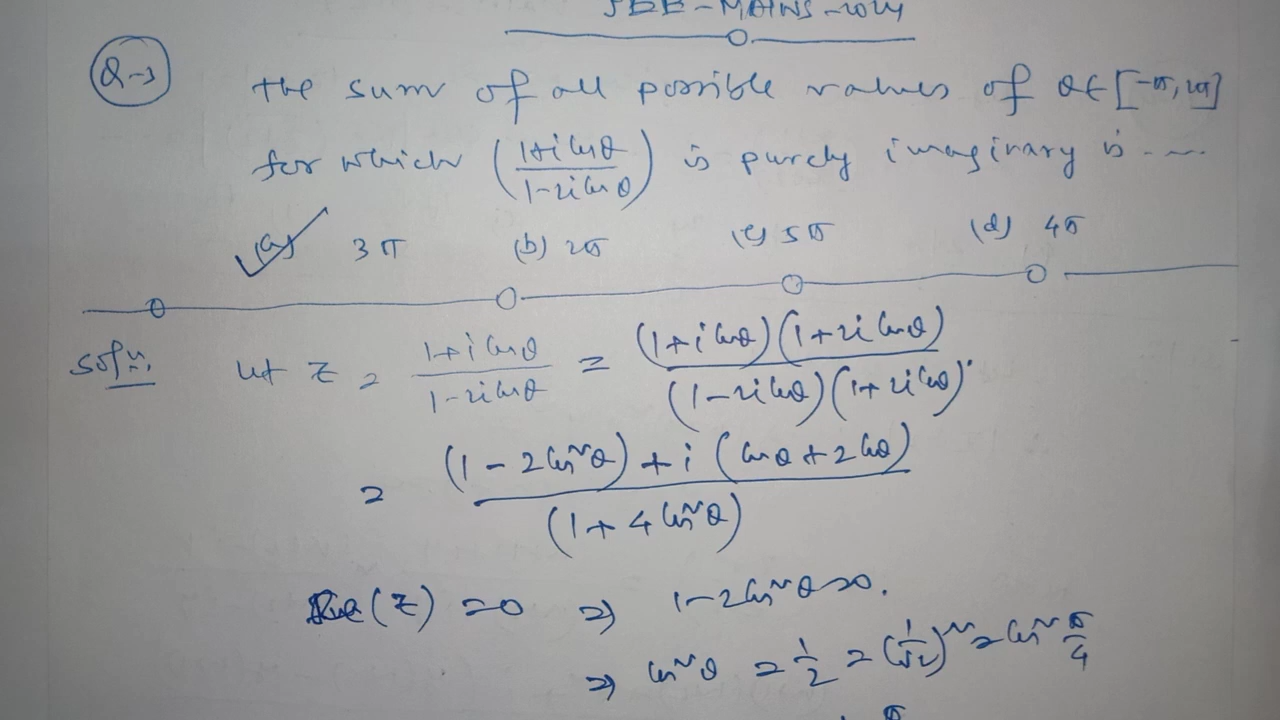 JEE-MAINS-2024
Q-3 The sum of all possible values of θ∈[-π, 2π]
for which (1+i cosθ / 1-2i cosθ) is purely imaginary is ----
(a) 3π (b) 2π (c) 5π (d) 4π
Soln. Let Z = 1+i cosθ / 1-2i cosθ = (1+i cosθ)(1+2i cosθ) / (1-2i cosθ)(1+2i cosθ)
= (1-2cos²θ)+i(cosθ+2cosθ) / (1+4cos²θ)
Re(Z) =0 ⇒ 1-2cos²θ=0.
⇒ cos²θ = 1/2 = (1/√2)² = cos² π/4